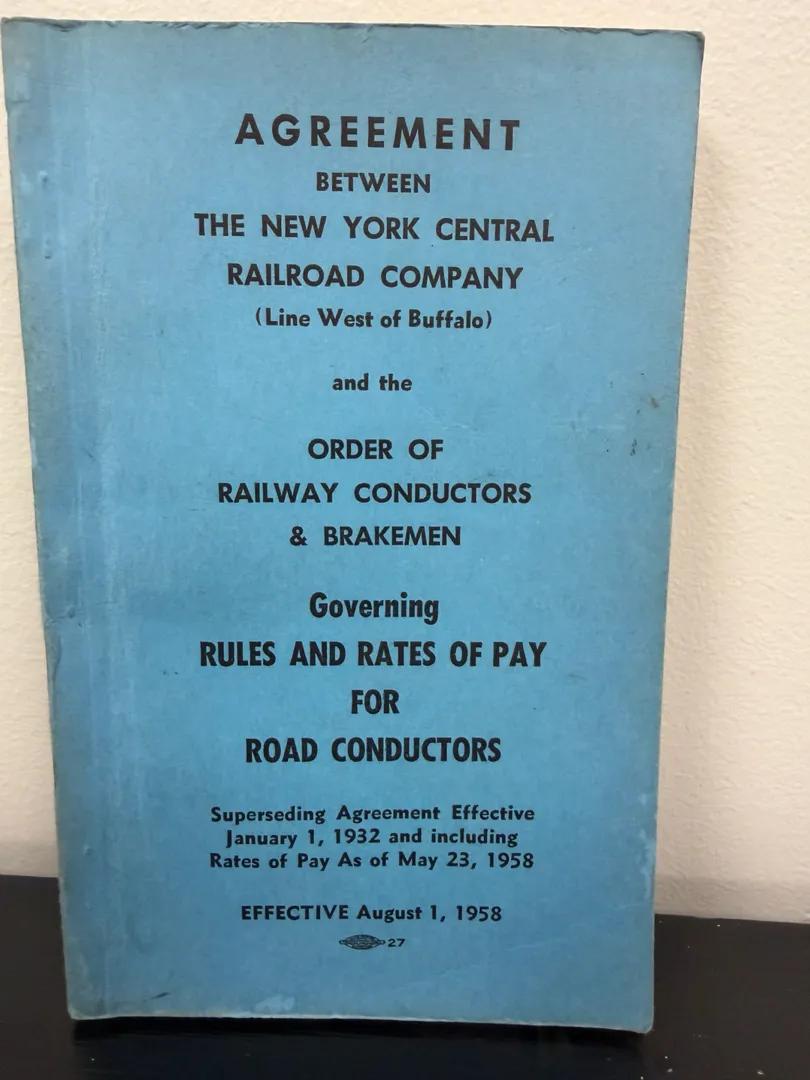 AGREEMENT
BETWEEN
THE NEW YORK CENTRAL
RAILROAD COMPANY
(Line West of Buffalo)
and the
ORDER OF
RAILWAY CONDUCTORS
& BRAKEMEN
Governing
RULES AND RATES OF PAY
FOR
ROAD CONDUCTORS
Superseding Agreement Effective
January 1, 1932 and including
Rates of Pay As of May 23, 1958
EFFECTIVE August 1, 1958
27